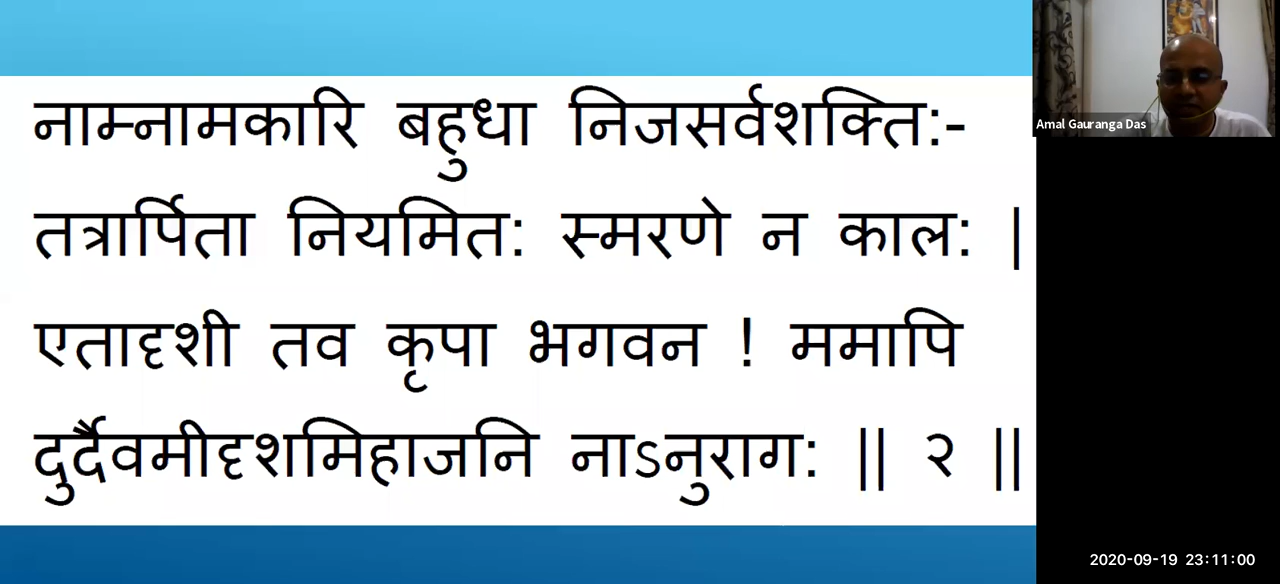 नाम्नामकारि बहुधा निजसर्वशक्ति:-
तत्रार्पिता नियमित: स्मरणे न काल: |
एतादृशी तव कृपा भगवन ! ममापि
दुर्दैवमीदृशमिहाजनि नाऽनुराग: || २ ||
Amal Gauranga Das
2020-09-19 23:11:00